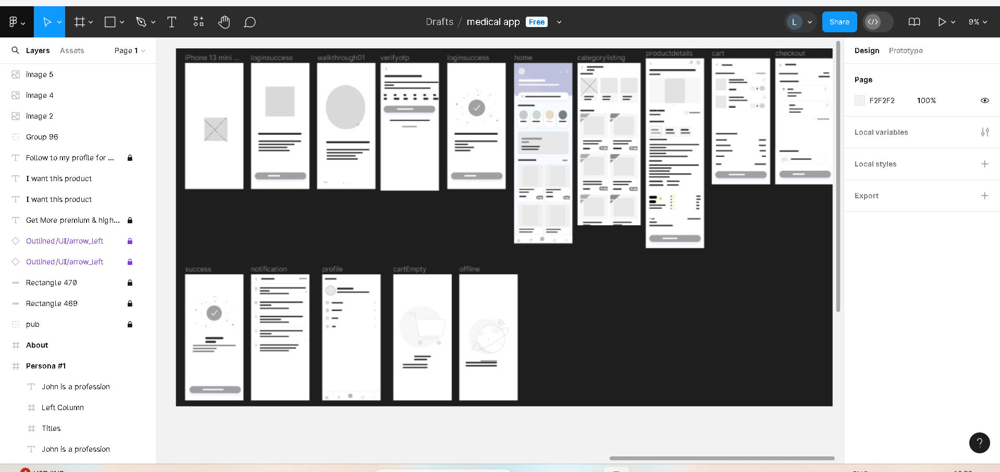 Drafts / medical app Free
L
Share
9%
Layers Assets Page 1
image 5
image 4
image 2
Group 96
Follow to my profile for ...
I want this product
I want this product
Get More premium & high...
Outlined/UI/arrow_left
Outlined/UI/arrow_left
Rectangle 470
Rectangle 469
pub
About
Persona #1
John is a profession
Left Column
Titles
John is a profession
iPhone 13 mini ...
loginsuccess
walkthrough01
verifyotp
loginsuccess
home
categorylisting
productdetails
cart
checkout
success
notification
profile
cartEmpty
offline
Design Prototype
Page
F2F2F2 100%
Local variables
Local styles
Export
?